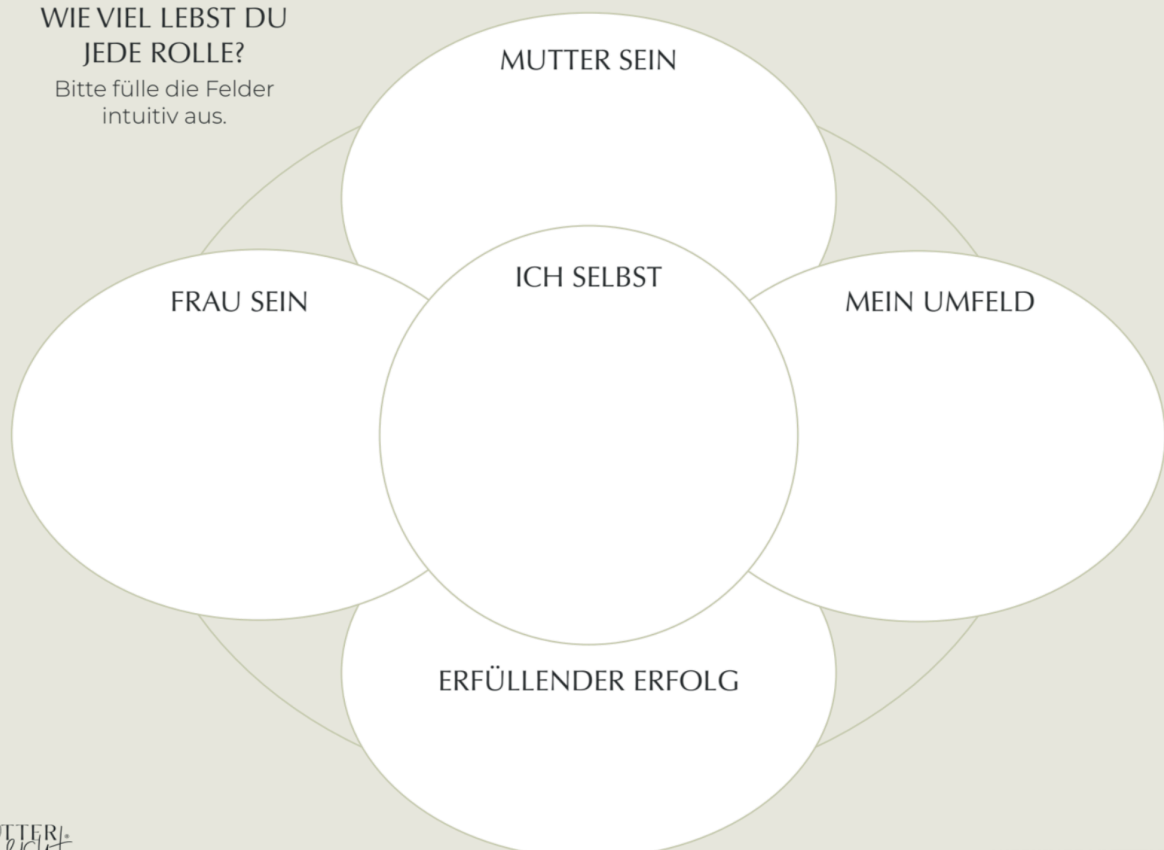 WIE VIEL LEBST DU
JEDE ROLLE?
Bitte fülle die Felder
intuitiv aus.
MUTTER SEIN
ICH SELBST
FRAU SEIN
MEIN UMFELD
ERFÜLLENDER ERFOLG